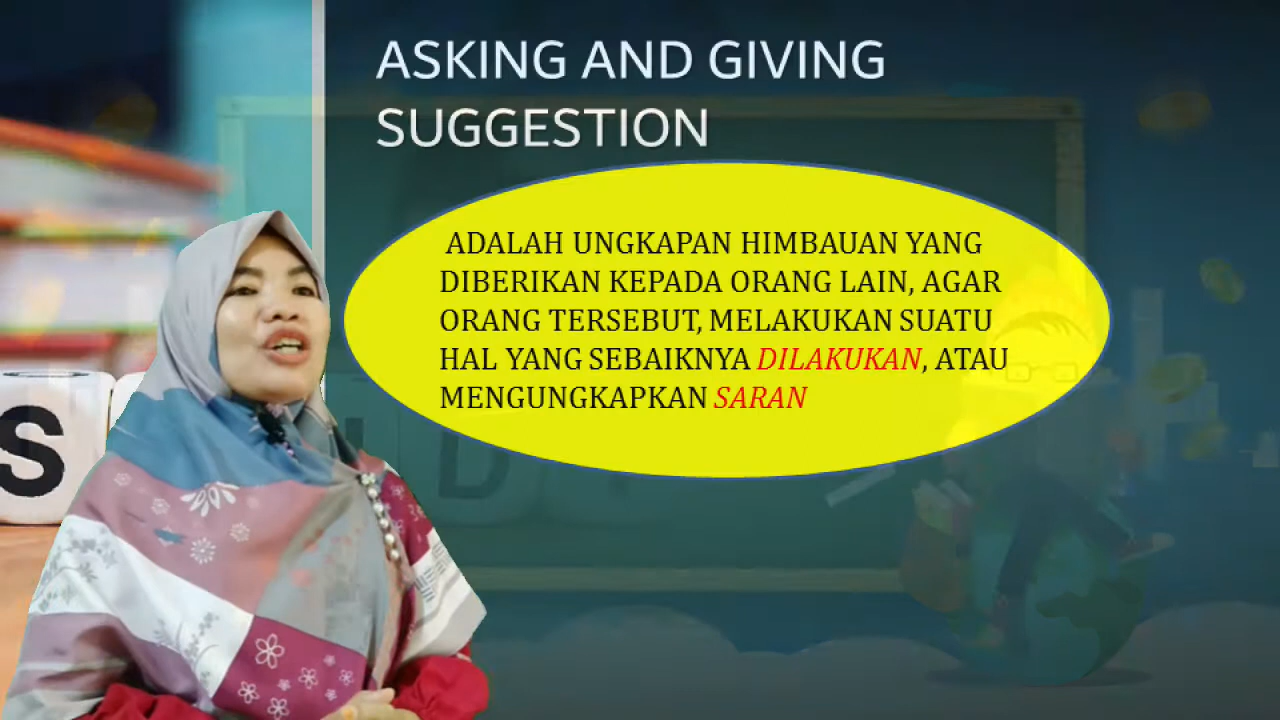 ASKING AND GIVING
SUGGESTION
ADALAH UNGKAPAN HIMBAUAN YANG
DIBERIKAN KEPADA ORANG LAIN, AGAR
ORANG TERSEBUT, MELAKUKAN SUATU
HAL YANG SEBAIKNYA DILAKUKAN, ATAU
MENGUNGKAPKAN SARAN
S